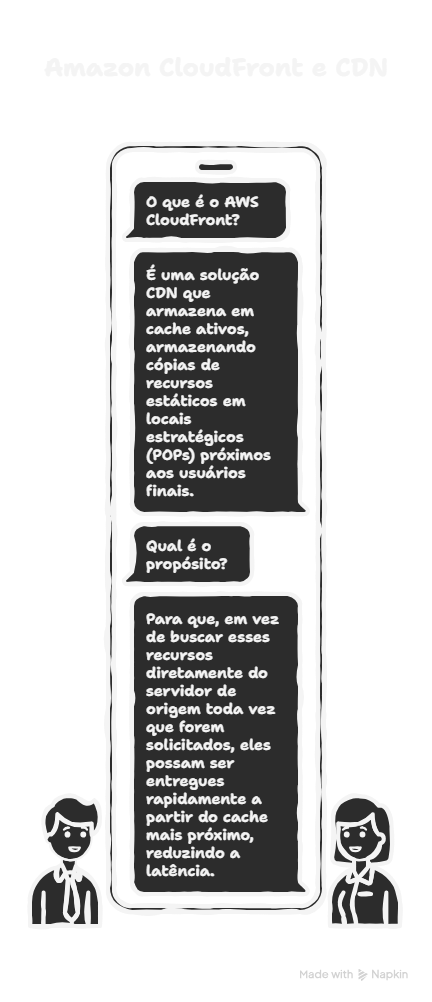 Amazon CloudFront e CDN
O que é o AWS
CloudFront?
É uma solução
CDN que
armazena em
cache ativos,
armazenando
cópias de
recursos
estáticos em
locais
estratégicos
(POPs) próximos
aos usuários
finais.
Qual é o
propósito?
Para que, em vez
de buscar esses
recursos
diretamente do
servidor de
origem toda vez
que forem
solicitados, eles
possam ser
entregues
rapidamente a
partir do cache
mais próximo,
reduzindo a
latência.
Made with Napkin